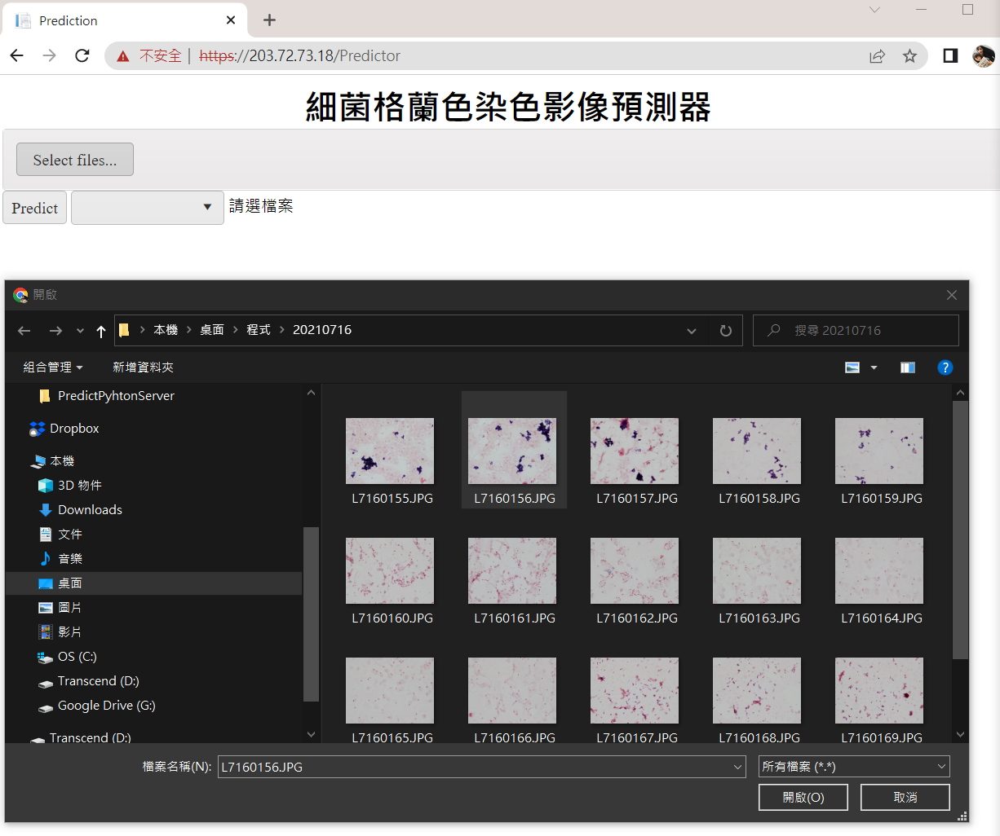 Prediction
不安全 | https://203.72.73.18/Predictor
細菌格蘭色染色影像預測器
Select files...
Predict
請選檔案
開啟
本機 > 桌面 > 程式 > 20210716
搜尋 20210716
組合管理
新增資料夾
PredictPyhtonServer
Dropbox
本機
3D 物件
Downloads
文件
音樂
桌面
圖片
影片
OS (C:)
Transcend (D:)
Google Drive (G:)
Transcend (D:)
L7160155.JPG
L7160156.JPG
L7160157.JPG
L7160158.JPG
L7160159.JPG
L7160160.JPG
L7160161.JPG
L7160162.JPG
L7160163.JPG
L7160164.JPG
L7160165.JPG
L7160166.JPG
L7160167.JPG
L7160168.JPG
L7160169.JPG
檔案名稱(N): L7160156.JPG
所有檔案 (*.*)
開啟(O)
取消